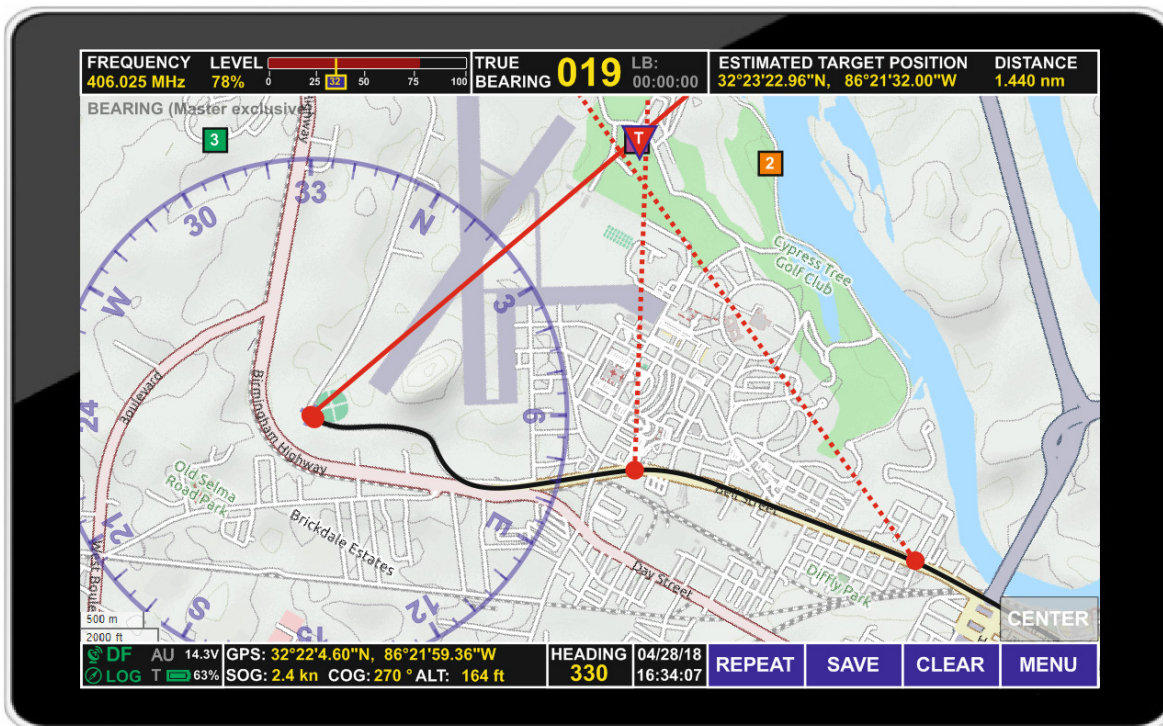 FREQUENCY LEVEL TRUE LB: ESTIMATED TARGET POSITION DISTANCE
406.025 MHz 78% 0 25 32 50 75 100 BEARING 019 00:00:00 32°23'22.96"N, 86°21'32.00"W 1.440 nm
BEARING (Master exclusive)
3
T
2
33
30
N
W
3
24
6
21
E
S
15
12
Cypress Tree
Golf Club
Boulevard
Birmingham Highway
Old Selma
Road/Park
Brickdale Estates
Bell Street
Day Street
Diffly/Park
West Boule
500 m
2000 ft
CENTER
DF AU 14.3V GPS: 32°22'4.60"N, 86°21'59.36"W HEADING 04/28/18 REPEAT SAVE CLEAR MENU
LOG T 63% SOG: 2.4 kn COG: 270 ° ALT: 164 ft 330 16:34:07